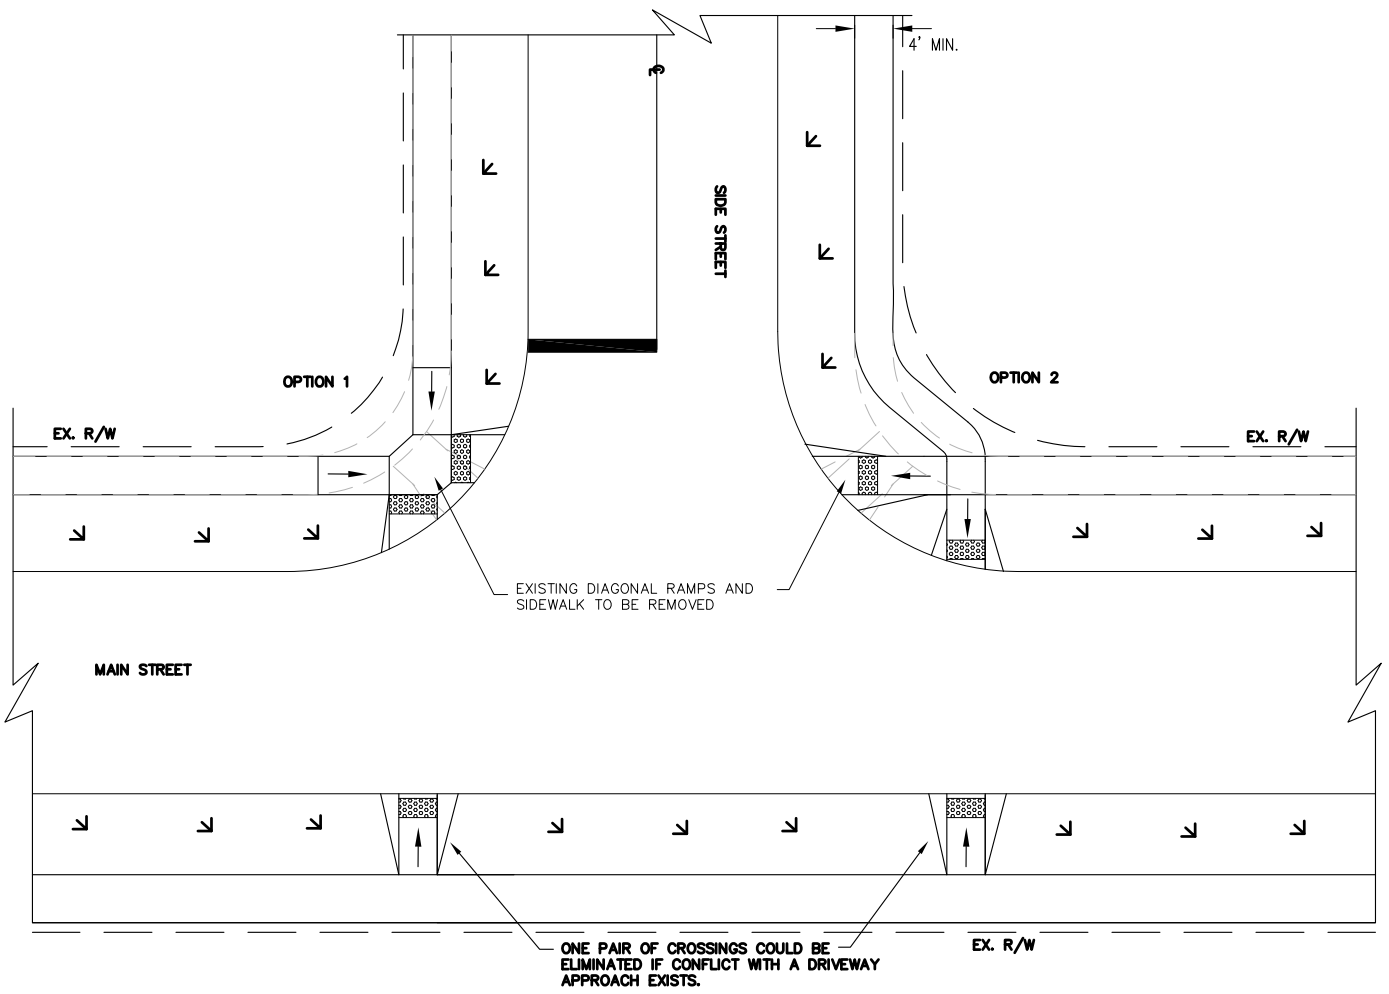 4' MIN.
℄
SIDE STREET
OPTION 1
OPTION 2
EX. R/W
EX. R/W
EXISTING DIAGONAL RAMPS AND
SIDEWALK TO BE REMOVED
MAIN STREET
ONE PAIR OF CROSSINGS COULD BE
ELIMINATED IF CONFLICT WITH A DRIVEWAY
APPROACH EXISTS.
EX. R/W